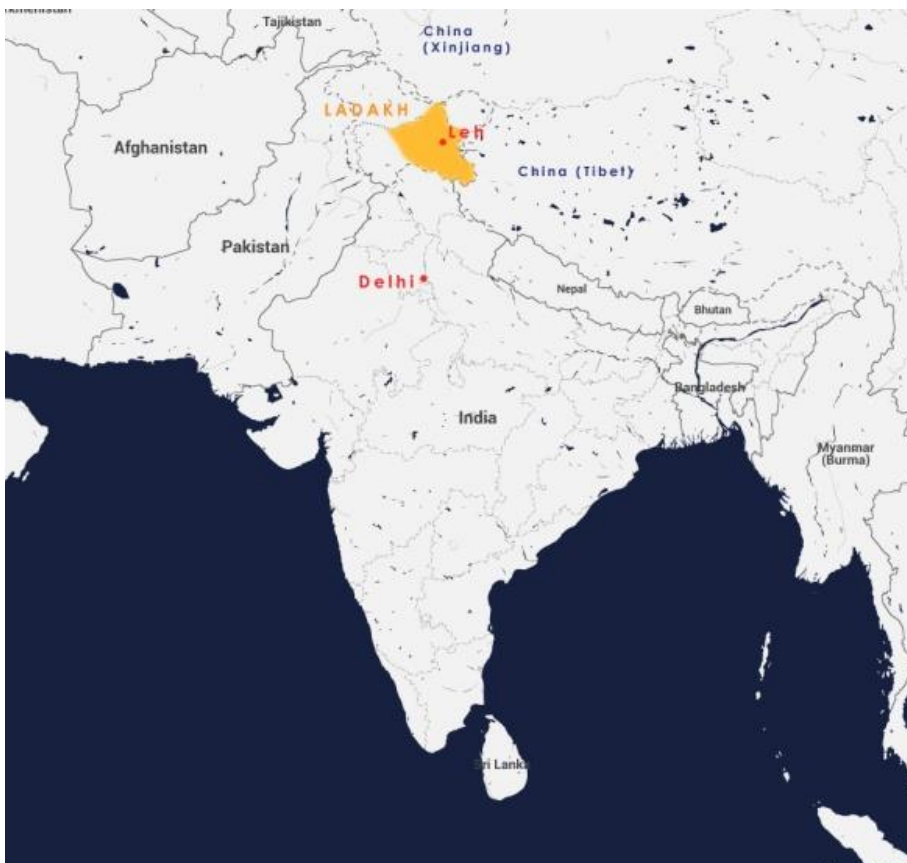 Tajikistan
China
(Xinjiang)
LADAKH
Leh
Afghanistan
China (Tibet)
Pakistan
Delhi
Nepal
Bhutan
Bangladesh
India
Myanmar
(Burma)
Sri Lanka